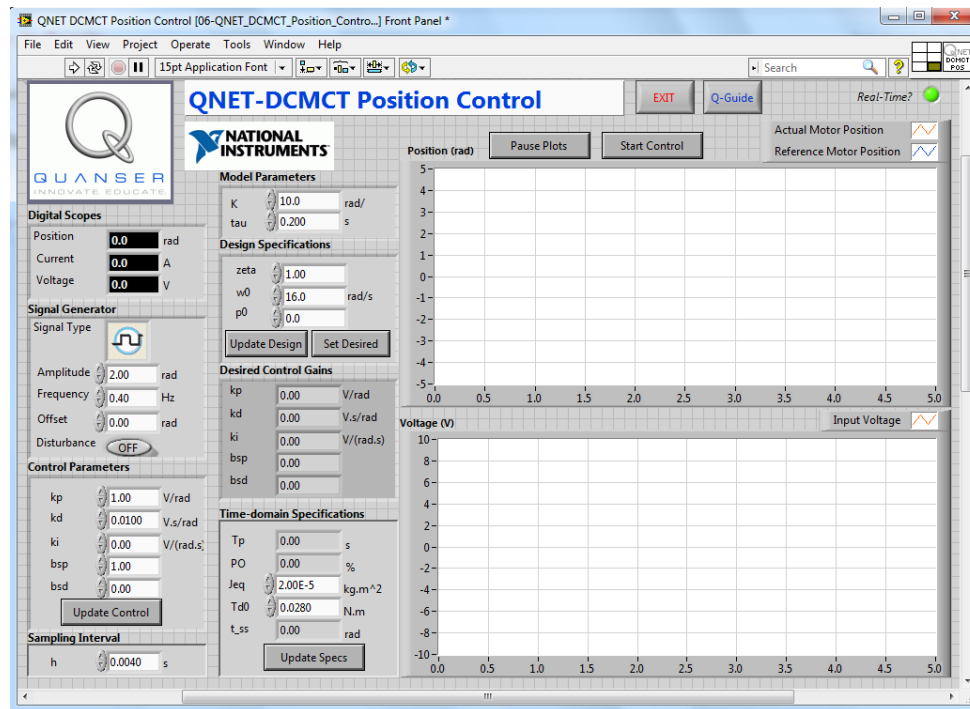 QNET DCMCT Position Control [06-QNET_DCMCT_Position_Contro...] Front Panel *
File Edit View Project Operate Tools Window Help
15pt Application Font
Search
QNET
DCMCT
POS
QUANSER
INNOVATE EDUCATE
QNET-DCMCT Position Control
EXIT
Q-Guide
Real-Time?
NATIONAL
INSTRUMENTS
Digital Scopes
Position 0.0 rad
Current 0.0 A
Voltage 0.0 V
Signal Generator
Signal Type
Amplitude 2.00 rad
Frequency 0.40 Hz
Offset 0.00 rad
Disturbance OFF
Control Parameters
kp 1.00 V/rad
kd 0.0100 V.s/rad
ki 0.00 V/(rad.s)
bsp 1.00
bsd 0.00
Update Control
Sampling Interval
h 0.0040 s
Model Parameters
K 10.0 rad/
tau 0.200 s
Design Specifications
zeta 1.00
w0 16.0 rad/s
p0 0.0
Update Design Set Desired
Desired Control Gains
kp 0.00 V/rad
kd 0.00 V.s/rad
ki 0.00 V/(rad.s)
bsp 0.00
bsd 0.00
Time-domain Specifications
Tp 0.00 s
PO 0.00 %
Jeq 2.00E-5 kg.m^2
Td0 0.0280 N.m
t_ss 0.00 rad
Update Specs
Position (rad)
Pause Plots
Start Control
Actual Motor Position
Reference Motor Position
5
4
3
2
1
0
-1
-2
-3
-4
-5
0.0 0.5 1.0 1.5 2.0 2.5 3.0 3.5 4.0 4.5 5.0
Voltage (V)
Input Voltage
10
8
6
4
2
0
-2
-4
-6
-8
-10
0.0 0.5 1.0 1.5 2.0 2.5 3.0 3.5 4.0 4.5 5.0